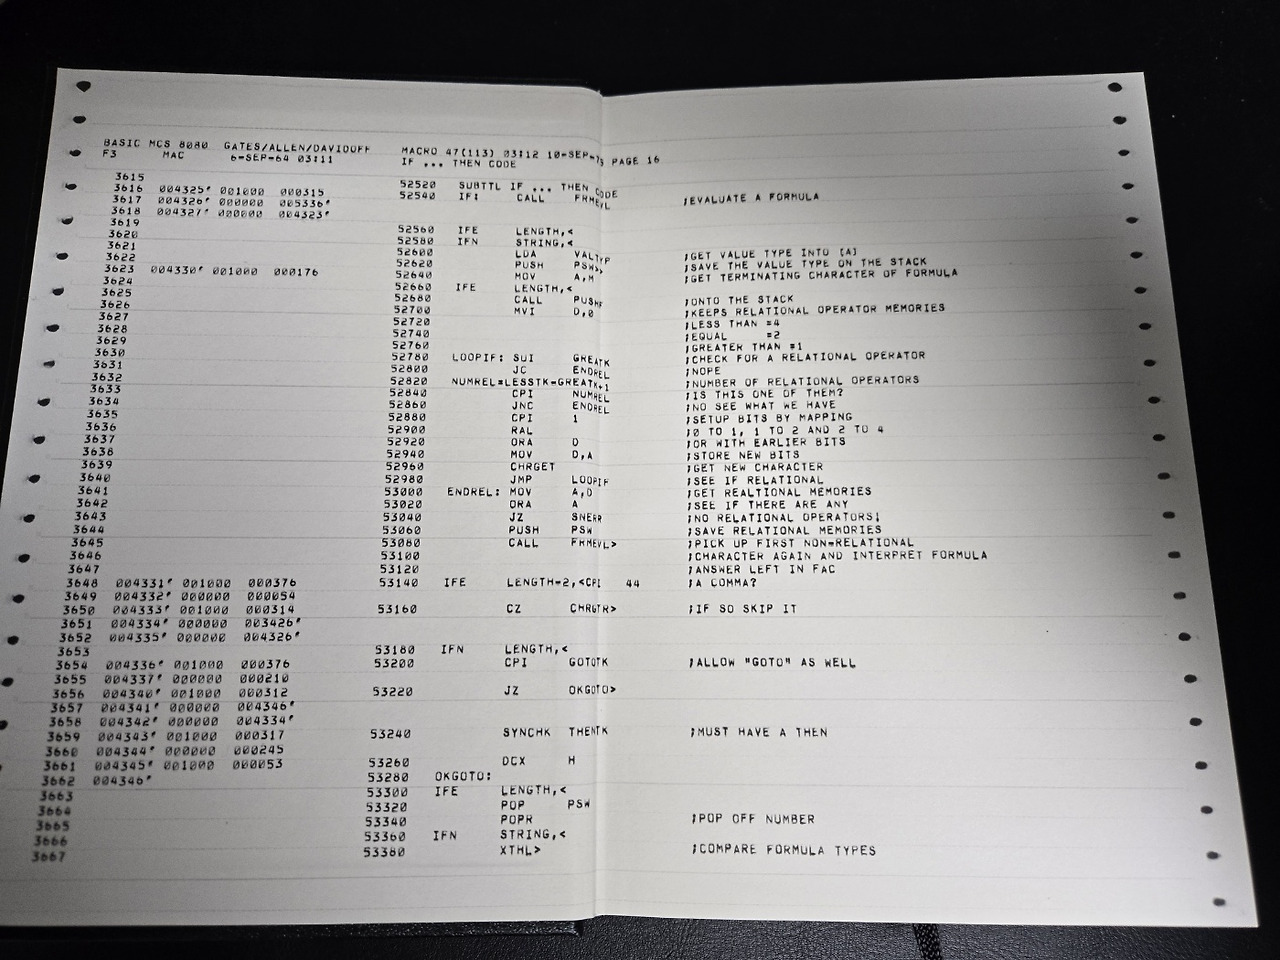 BASIC MCS 8080 GATES/ALLEN/DAVIDOFF MACRO 47(113) 03:12 10-SEP-75 PAGE 16
F3 MAC 6-SEP-64 03:11 IF ... THEN CODE
3615
3616 52520 SUBTTL IF ... THEN CODE
3617 004325' 001000 000315 52540 IF: CALL FRMEVL ;EVALUATE A FORMULA
3618 004326' 000000 005336'
3619 004327' 000000 004323'
3620 52560 IFE LENGTH,<
3621 52580 IFN STRING,<
3622 52600 LDA VALTYP ;GET VALUE TYPE INTO [A]
3623 52620 PUSH PSW>> ;SAVE THE VALUE TYPE ON THE STACK
3624 004330' 001000 000176 52640 MOV A,M ;GET TERMINATING CHARACTER OF FORMULA
3625 52660 IFE LENGTH,<
3626 52680 CALL PUSHF ;ONTO THE STACK
3627 52700 MVI D,0 ;KEEPS RELATIONAL OPERATOR MEMORIES
3628 52720 ;LESS THAN =4
3629 52740 ;EQUAL =2
3630 52760 ;GREATER THAN =1
3631 52780 LOOPIF: SUI GREATK ;CHECK FOR A RELATIONAL OPERATOR
3632 52800 JC ENDREL ;NOPE
3633 52820 NUMREL=LESSTK-GREATK+1 ;NUMBER OF RELATIONAL OPERATORS
3634 52840 CPI NUMREL ;IS THIS ONE OF THEM?
3635 52860 JNC ENDREL ;NO SEE WHAT WE HAVE
3636 52880 CPI 1 ;SETUP BITS BY MAPPING
3637 52900 RAL ;0 TO 1, 1 TO 2 AND 2 TO 4
3638 52920 ORA D ;OR WITH EARLIER BITS
3639 52940 MOV D,A ;STORE NEW BITS
3640 52960 CHRGET ;GET NEW CHARACTER
3641 52980 JMP LOOPIF ;SEE IF RELATIONAL
3642 53000 ENDREL: MOV A,D ;GET REALTIONAL MEMORIES
3643 53020 ORA A ;SEE IF THERE ARE ANY
3644 53040 JZ SNERR ;NO RELATIONAL OPERATORS!
3645 53060 PUSH PSW ;SAVE RELATIONAL MEMORIES
3646 53080 CALL FRMEVL> ;PICK UP FIRST NON-RELATIONAL
3647 53100 ;CHARACTER AGAIN AND INTERPRET FORMULA
53120 ;ANSWER LEFT IN FAC
3648 004331' 001000 000376 53140 IFE LENGTH-2,<CPI 44 ;A COMMA?
3649 004332' 000000 000054
3650 004333' 001000 000314 53160 CZ CHRGTR> ;IF SO SKIP IT
3651 004334' 000000 003426'
3652 004335' 000000 004326'
3653 53180 IFN LENGTH,<
3654 004336' 001000 000376 53200 CPI GOTOTK ;ALLOW "GOTO" AS WELL
3655 004337' 000000 000210
3656 004340' 001000 000312 53220 JZ OKGOTO>
3657 004341' 000000 004346'
3658 004342' 000000 004334'
3659 004343' 001000 000317 53240 SYNCHK THENTK ;MUST HAVE A THEN
3660 004344' 000000 000245
3661 004345' 001000 000053 53260 DCX H
3662 004346' 53280 OKGOTO:
3663 53300 IFE LENGTH,<
3664 53320 POP PSW
3665 53340 POPR ;POP OFF NUMBER
3666 53360 IFN STRING,<
3667 53380 XTHL> ;COMPARE FORMULA TYPES